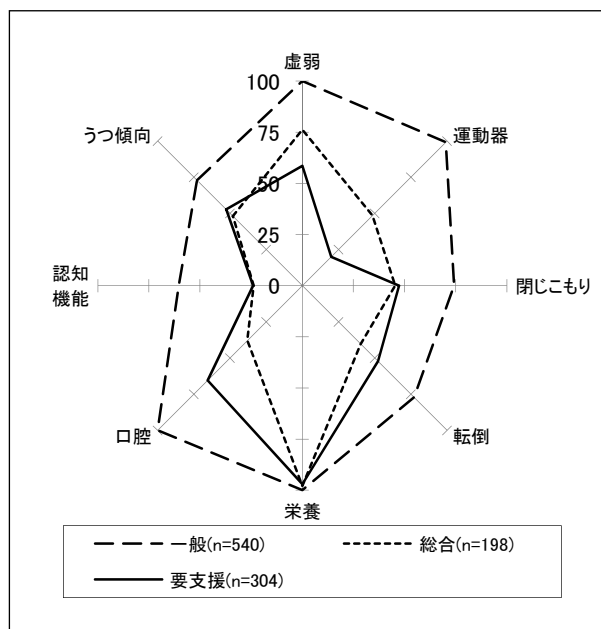 虚弱
100
運動器
うつ傾向
75
50
25
認知
機能
0
閉じこもり
口腔
転倒
栄養
一般(n=540)
総合(n=198)
要支援(n=304)